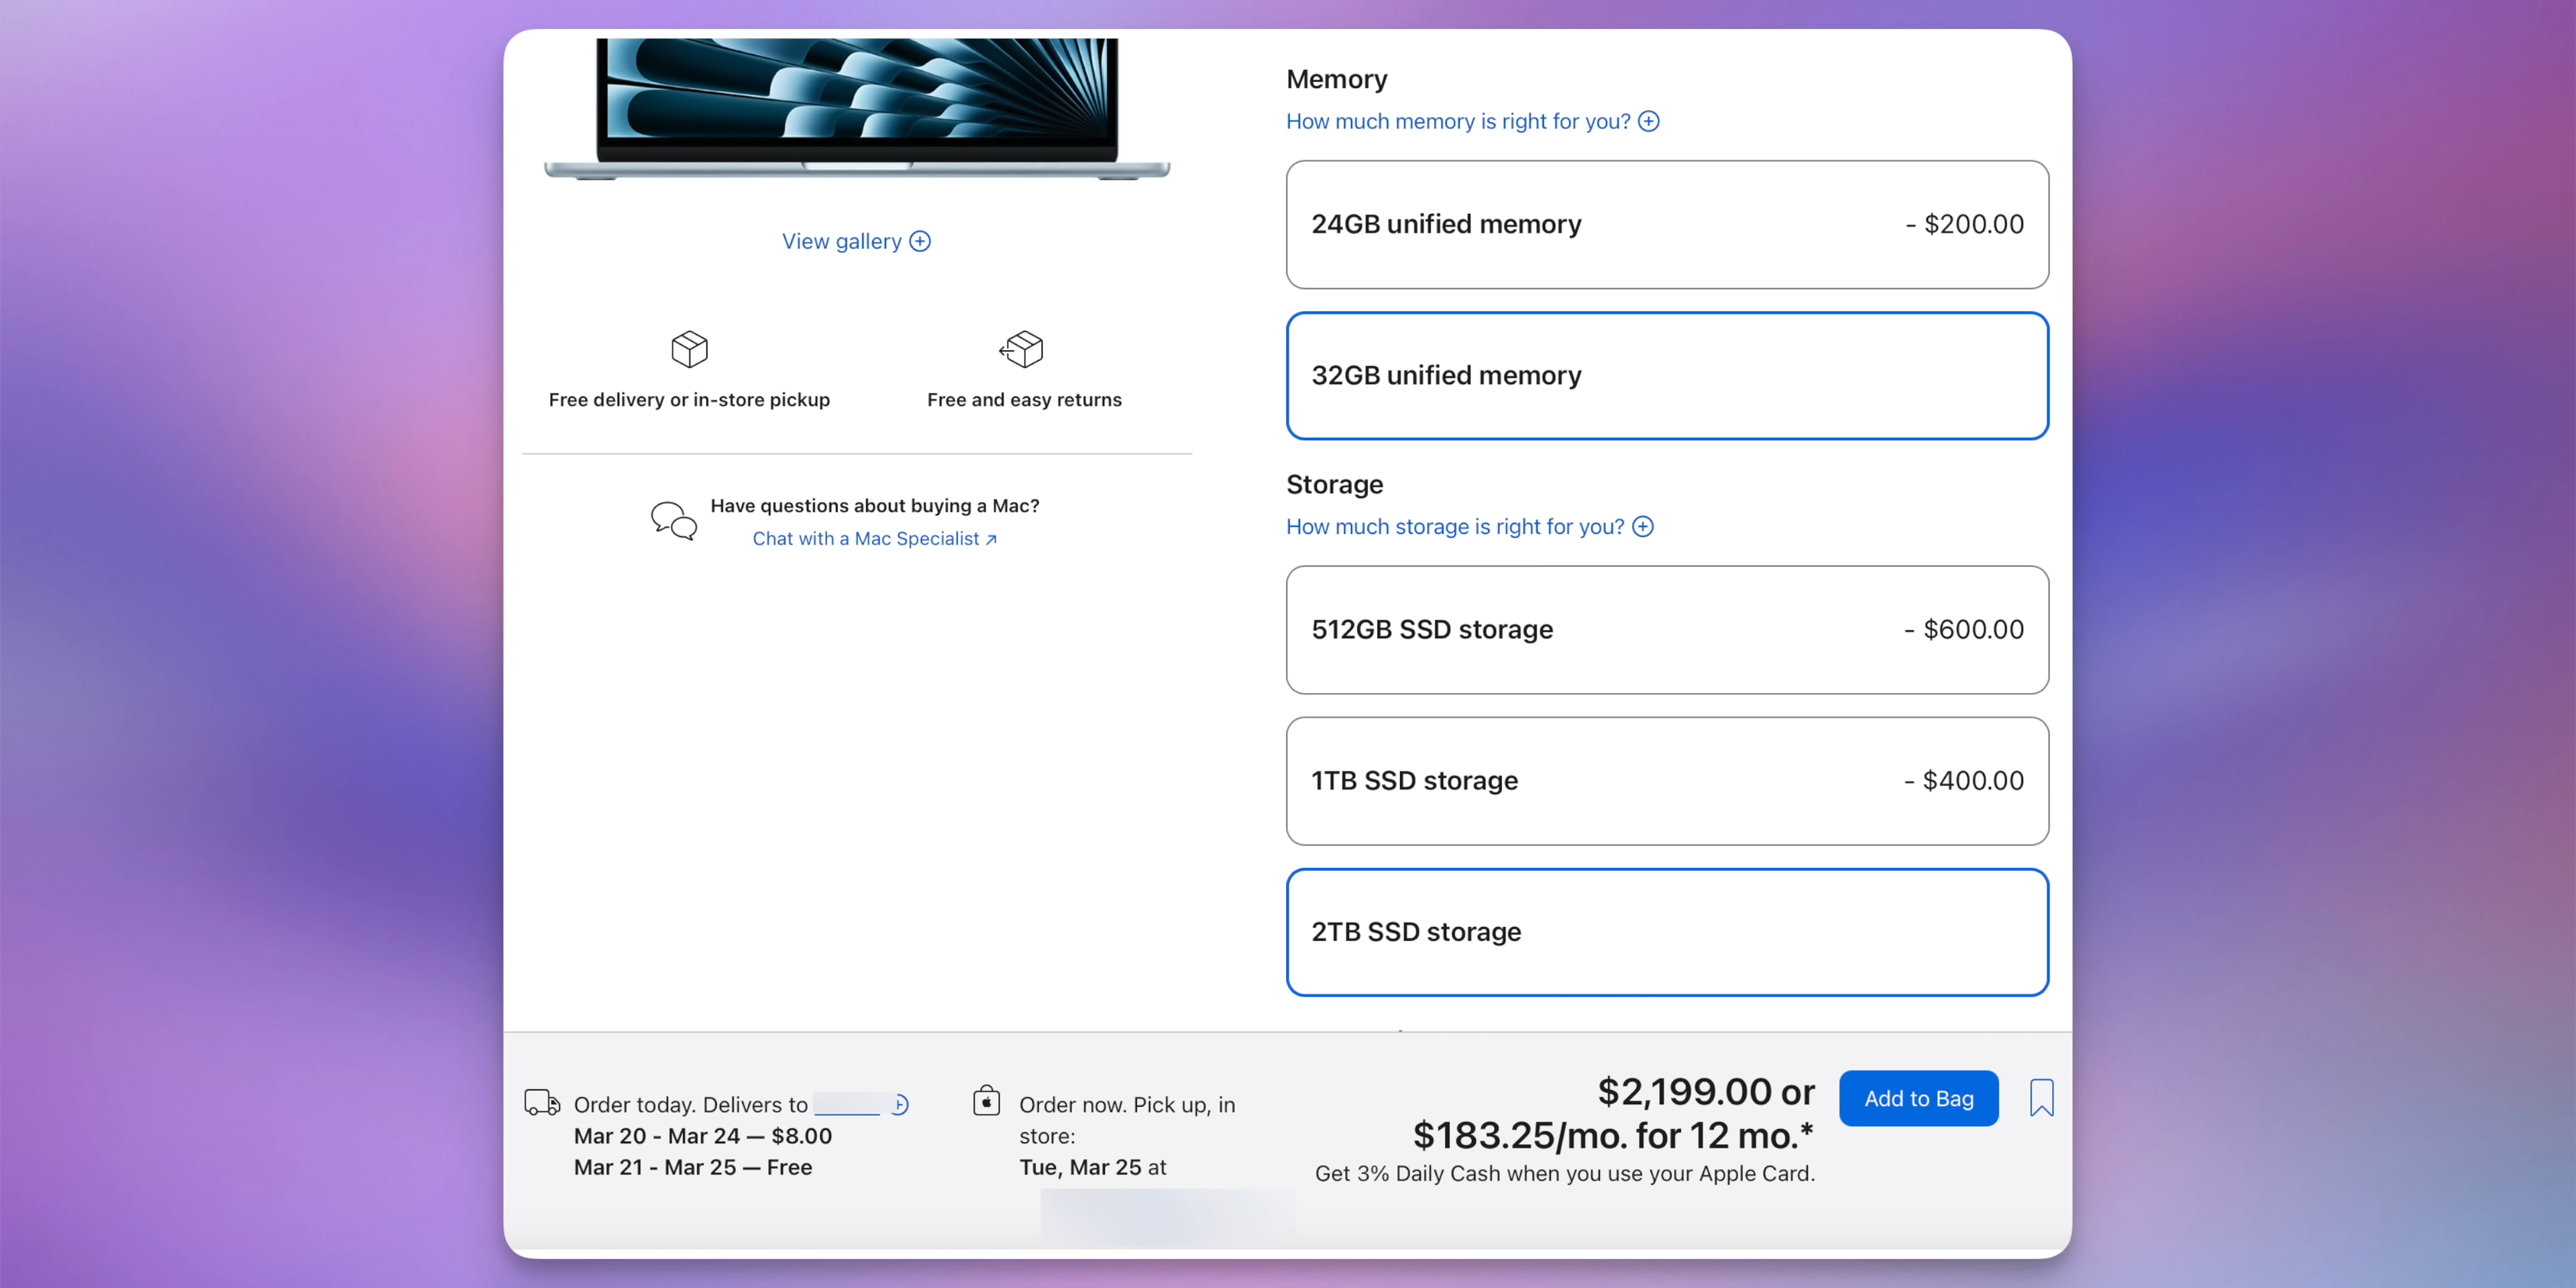 View gallery
Free delivery or in-store pickup
Free and easy returns
Have questions about buying a Mac?
Chat with a Mac Specialist ↗
Memory
How much memory is right for you?
24GB unified memory
- $200.00
32GB unified memory
Storage
How much storage is right for you?
512GB SSD storage
- $600.00
1TB SSD storage
- $400.00
2TB SSD storage
Order today. Delivers to
Mar 20 - Mar 24 — $8.00
Mar 21 - Mar 25 — Free
Order now. Pick up, in
store:
Tue, Mar 25 at
$2,199.00 or
$183.25/mo. for 12 mo.*
Get 3% Daily Cash when you use your Apple Card.
Add to Bag